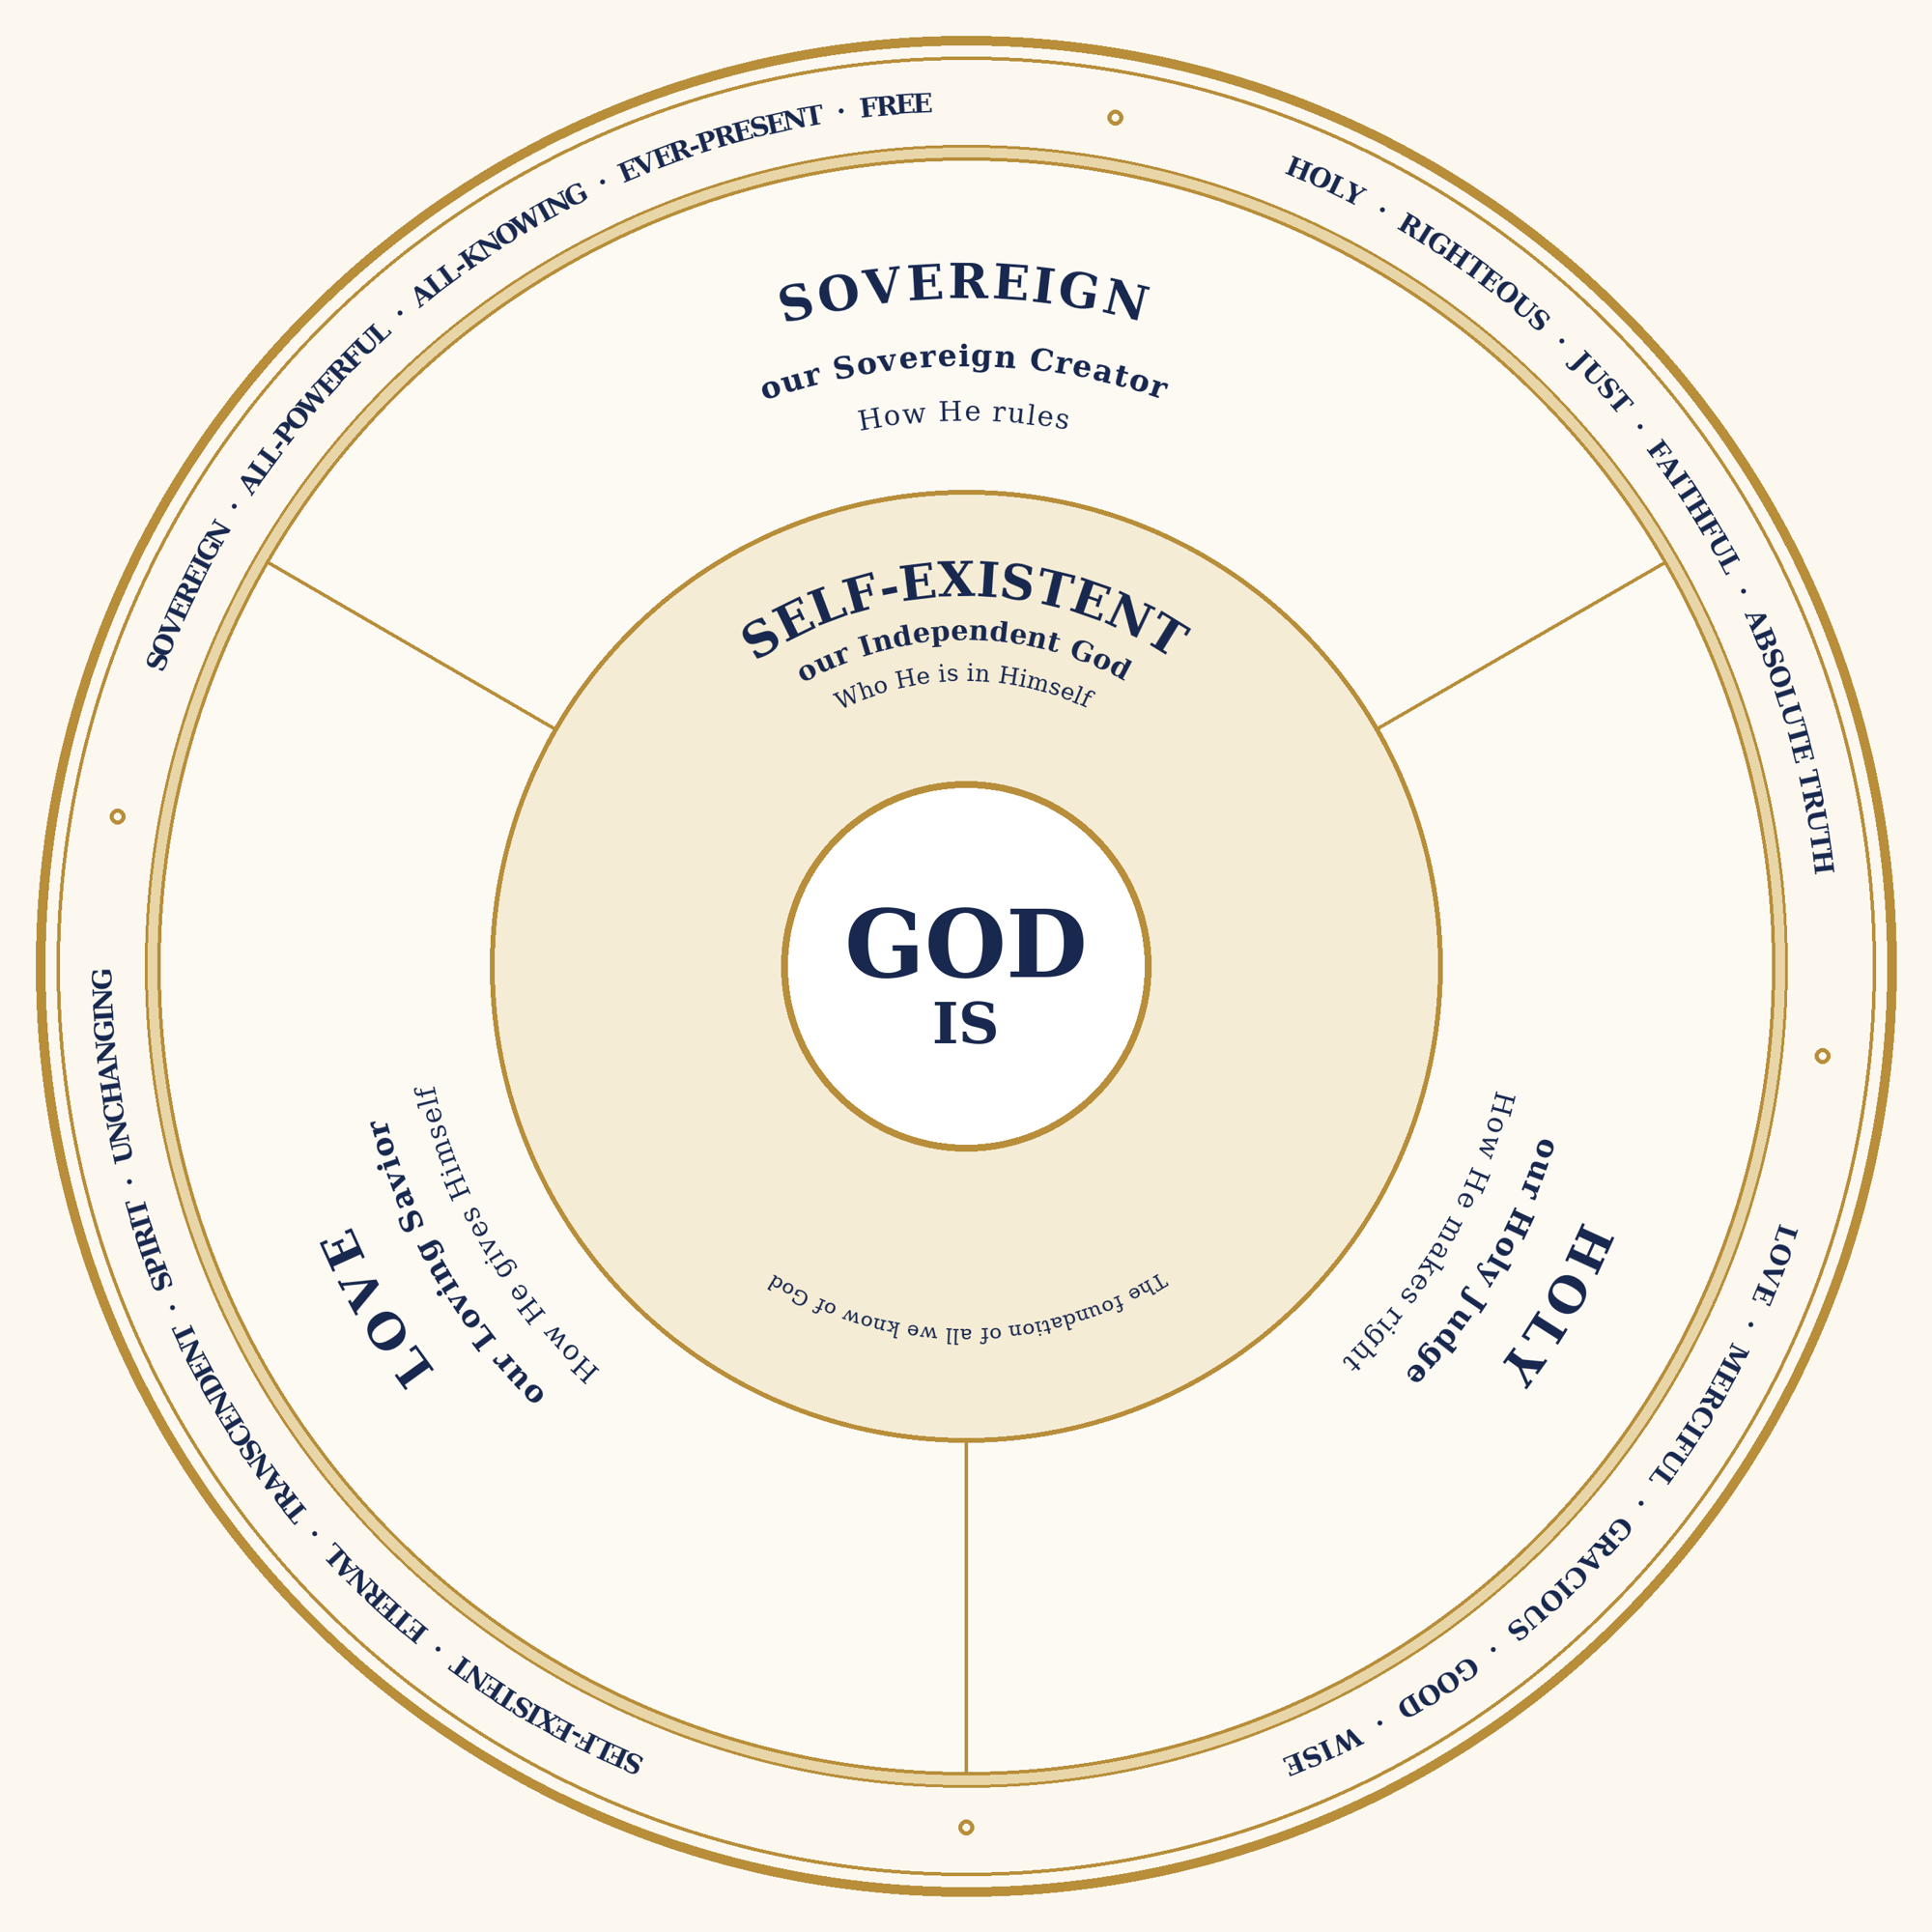 SOVEREIGN · ALL-POWERFUL · ALL-KNOWING · EVER-PRESENT · FREE
HOLY · RIGHTEOUS · JUST · FAITHFUL · ABSOLUTE TRUTH
LOVE · MERCIFUL · GRACIOUS · GOOD · WISE
SELF-EXISTENT · ETERNAL · TRANSCENDENT · SPIRIT · UNCHANGING
SOVEREIGN
our Sovereign Creator
How He rules
HOLY
our Holy Judge
How He makes right
LOVE
our Loving Savior
How He gives Himself
SELF-EXISTENT
our Independent God
Who He is in Himself
GOD
IS
The foundation of all we know of God